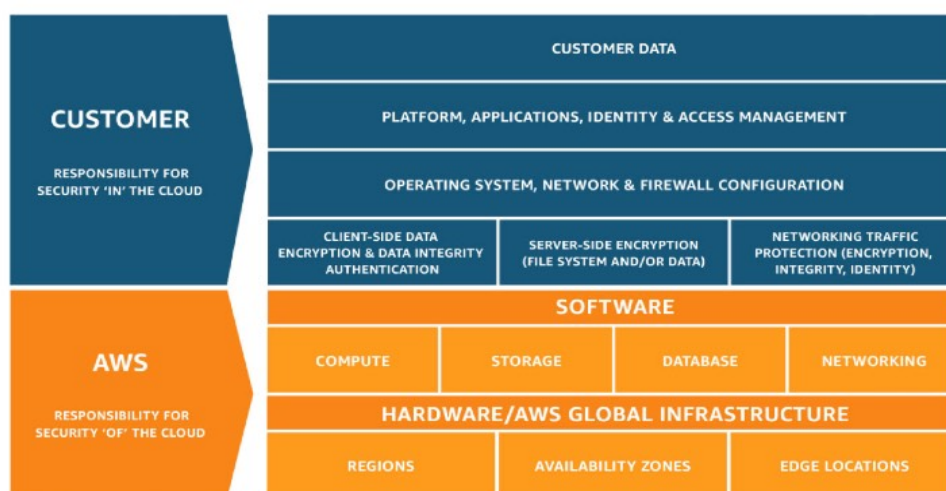 CUSTOMER
RESPONSIBILITY FOR
SECURITY ‘IN’ THE CLOUD
CUSTOMER DATA
PLATFORM, APPLICATIONS, IDENTITY & ACCESS MANAGEMENT
OPERATING SYSTEM, NETWORK & FIREWALL CONFIGURATION
CLIENT-SIDE DATA
ENCRYPTION & DATA INTEGRITY
AUTHENTICATION
SERVER-SIDE ENCRYPTION
(FILE SYSTEM AND/OR DATA)
NETWORKING TRAFFIC
PROTECTION (ENCRYPTION,
INTEGRITY, IDENTITY)
AWS
RESPONSIBILITY FOR
SECURITY ‘OF’ THE CLOUD
SOFTWARE
COMPUTE
STORAGE
DATABASE
NETWORKING
HARDWARE/AWS GLOBAL INFRASTRUCTURE
REGIONS
AVAILABILITY ZONES
EDGE LOCATIONS